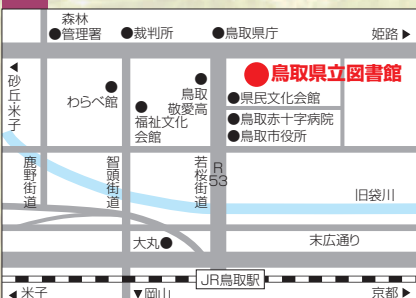 森林
●管理署
●裁判所
●鳥取県庁
姫路▶
●鳥取県立図書館
◀砂丘米子
わらべ館
●
●
福祉文化
会館
●
鳥取
敬愛高
●県民文化会館
●鳥取赤十字病院
●鳥取市役所
鹿野街道
智頭街道
若桜街道
R
53
旧袋川
大丸●
末広通り
JR鳥取駅
◀米子
▼岡山
京都▶